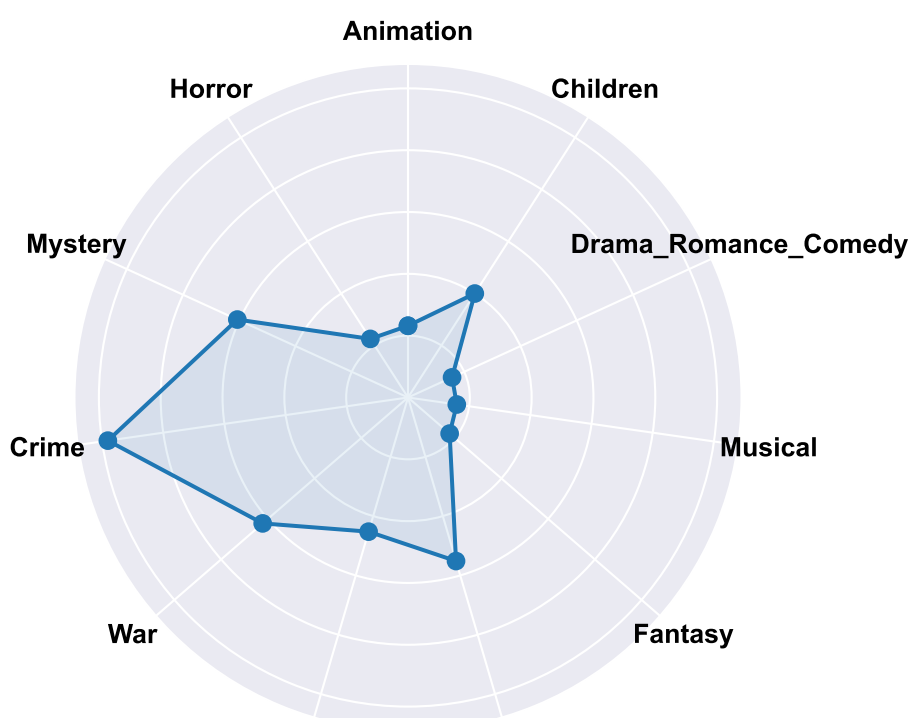 Animation
Horror
Children
Mystery
Drama_Romance_Comedy
Crime
Musical
War
Fantasy